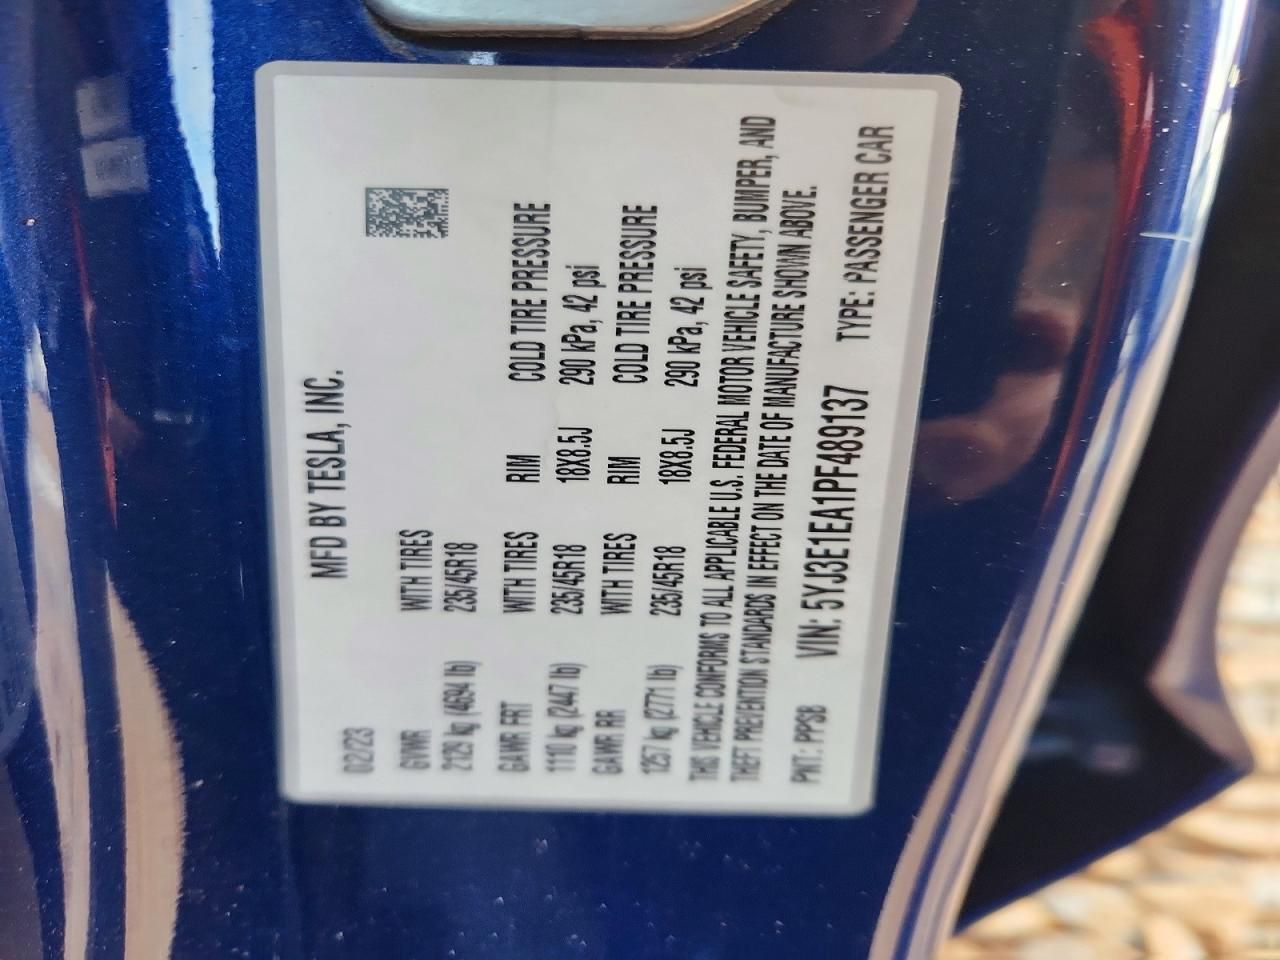 MFD BY TESLA, INC.
02/23
GVWR WITH TIRES
2129 kg (4694 lb) 235/45R18
GAWR FRT WITH TIRES RIM COLD TIRE PRESSURE
1110 kg (2447 lb) 235/45R18 18X8.5J 290 kPa, 42 psi
GAWR RR WITH TIRES RIM COLD TIRE PRESSURE
1257 kg (2771 lb) 235/45R18 18X8.5J 290 kPa, 42 psi
THIS VEHICLE CONFORMS TO ALL APPLICABLE U.S. FEDERAL MOTOR VEHICLE SAFETY, BUMPER, AND
THEFT PREVENTION STANDARDS IN EFFECT ON THE DATE OF MANUFACTURE SHOWN ABOVE.
PNT: PPSB VIN: 5YJ3E1EA1PF489137 TYPE: PASSENGER CAR